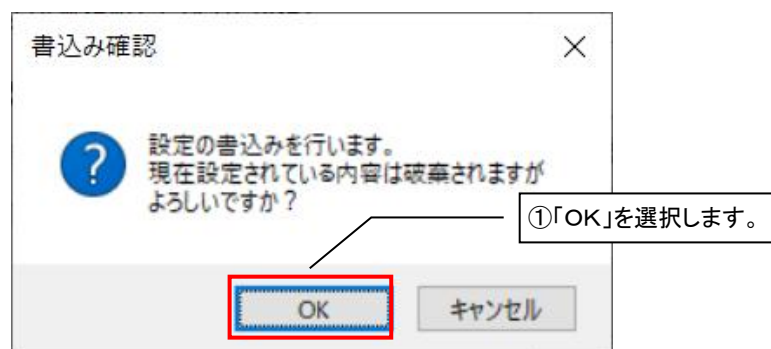 書込み確認
設定の書込みを行います。
現在設定されている内容は破棄されますが
よろしいですか？
①「ＯＫ」を選択します。
OK
キャンセル